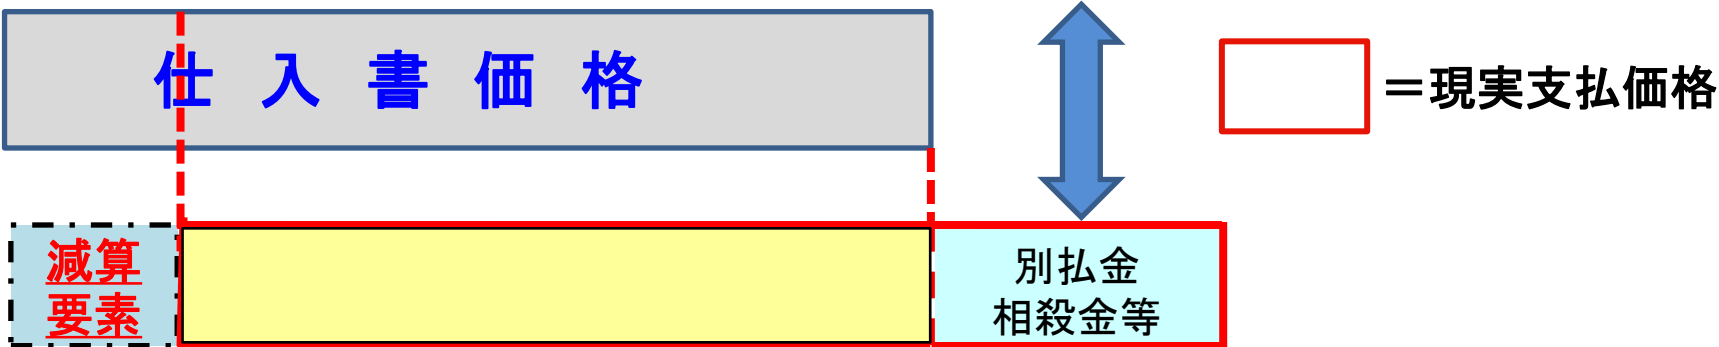 仕入書価格
＝現実支払価格
減算
要素
別払金
相殺金等